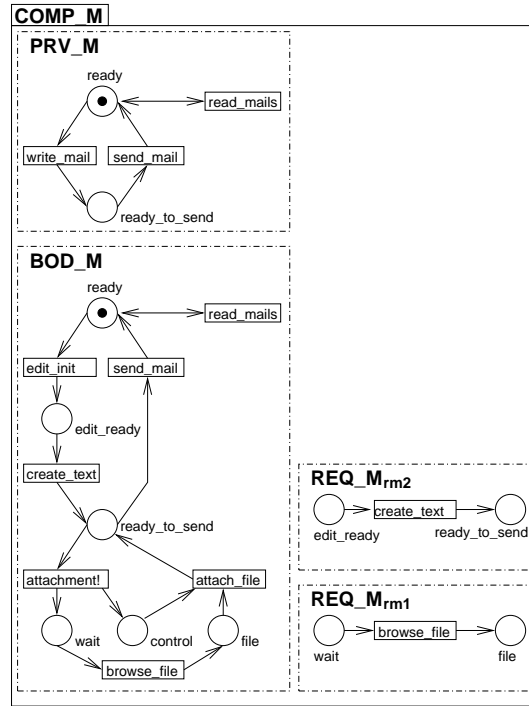 COMP_M
PRV_M
ready
read_mails
write_mail send_mail
ready_to_send
BOD_M
ready
read_mails
edit_init send_mail
edit_ready
create_text
ready_to_send
attachment! attach_file
wait control file
browse_file
REQ_Mrm2
create_text
edit_ready ready_to_send
REQ_Mrm1
browse_file
wait file